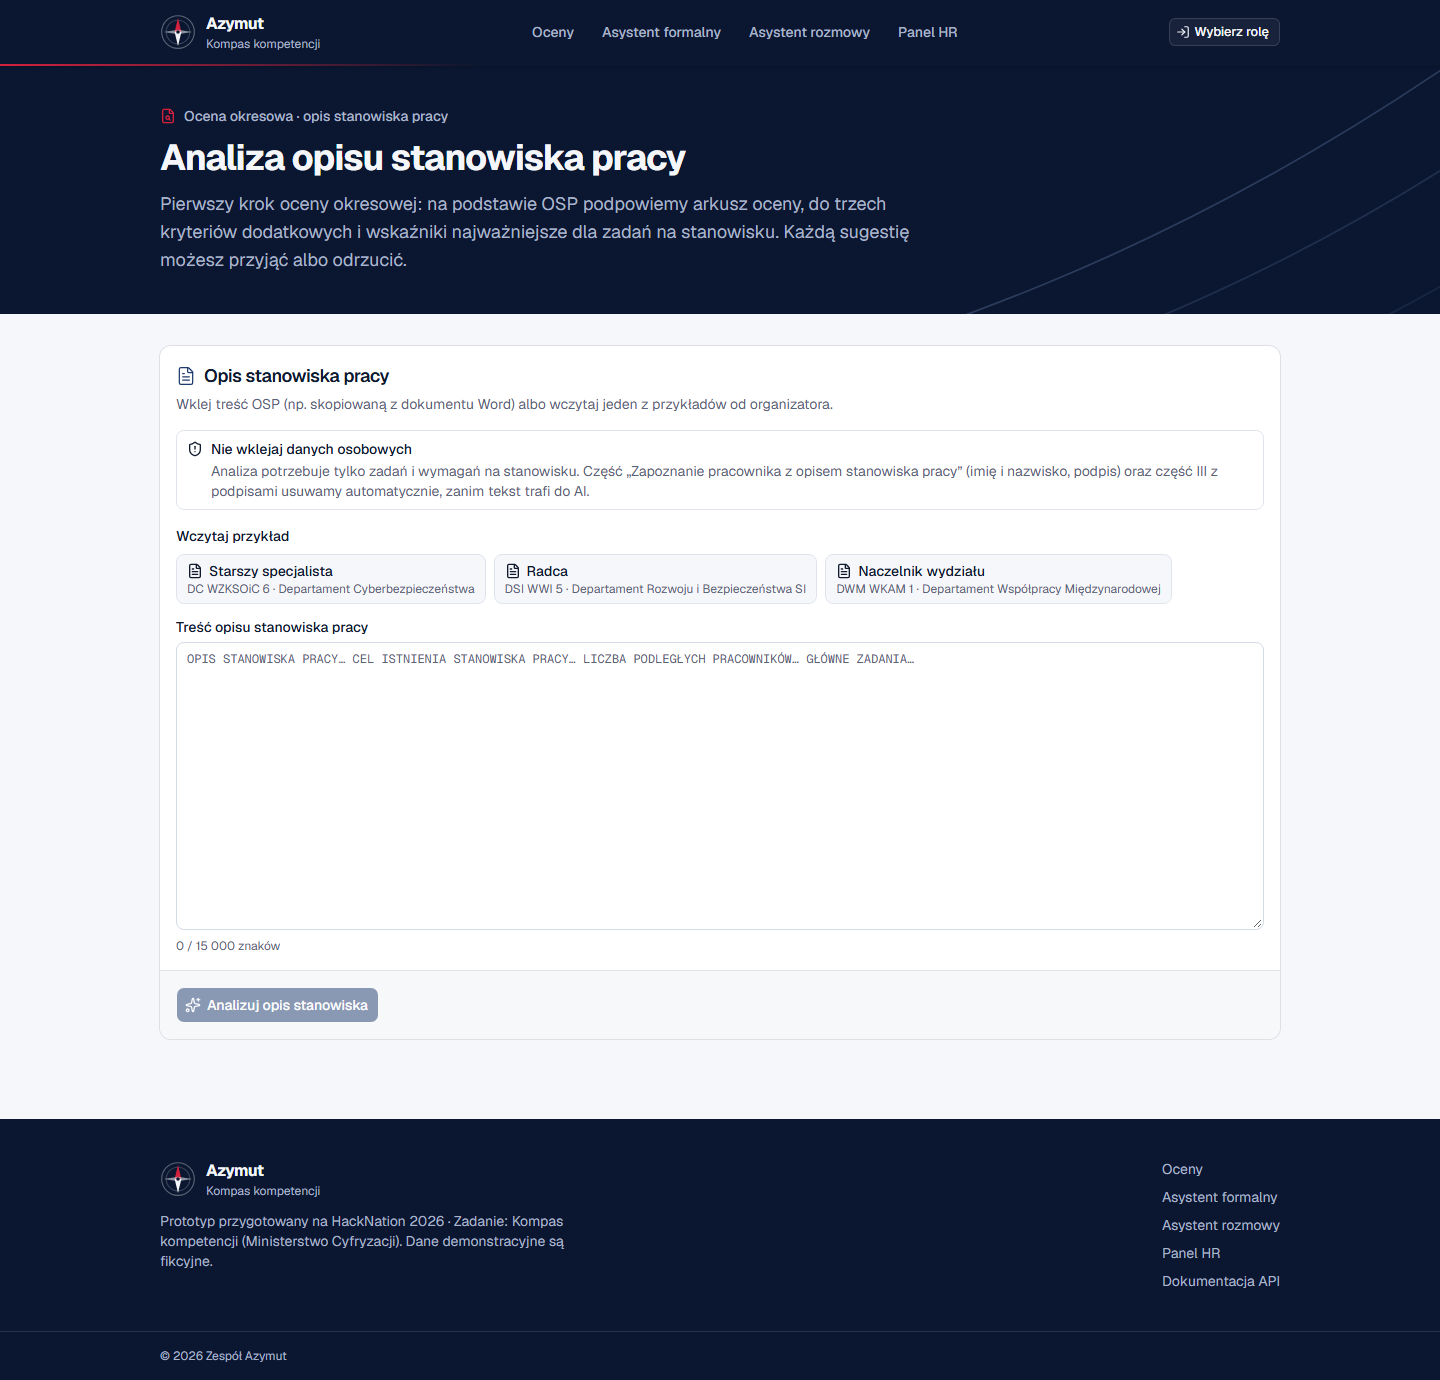 Azymut
Kompas kompetencji
Oceny
Asystent formalny
Asystent rozmowy
Panel HR
Wybierz rolę
Ocena okresowa · opis stanowiska pracy
Analiza opisu stanowiska pracy
Pierwszy krok oceny okresowej: na podstawie OSP podpowiemy arkusz oceny, do trzech
kryteriów dodatkowych i wskaźniki najważniejsze dla zadań na stanowisku. Każdą sugestię
możesz przyjąć albo odrzucić.
Opis stanowiska pracy
Wklej treść OSP (np. skopiowaną z dokumentu Word) albo wczytaj jeden z przykładów od organizatora.
Nie wklejaj danych osobowych
Analiza potrzebuje tylko zadań i wymagań na stanowisku. Część „Zapoznanie pracownika z opisem stanowiska pracy” (imię i nazwisko, podpis) oraz część III z
podpisami usuwamy automatycznie, zanim tekst trafi do AI.
Wczytaj przykład
Starszy specjalista
DC WZKSOiC 6 · Departament Cyberbezpieczeństwa
Radca
DSI WWI 5 · Departament Rozwoju i Bezpieczeństwa SI
Naczelnik wydziału
DWM WKAM 1 · Departament Współpracy Międzynarodowej
Treść opisu stanowiska pracy
OPIS STANOWISKA PRACY… CEL ISTNIENIA STANOWISKA PRACY… LICZBA PODLEGŁYCH PRACOWNIKÓW… GŁÓWNE ZADANIA…
0 / 15 000 znaków
Analizuj opis stanowiska
Azymut
Kompas kompetencji
Prototyp przygotowany na HackNation 2026 · Zadanie: Kompas
kompetencji (Ministerstwo Cyfryzacji). Dane demonstracyjne są
fikcyjne.
Oceny
Asystent formalny
Asystent rozmowy
Panel HR
Dokumentacja API
© 2026 Zespół Azymut